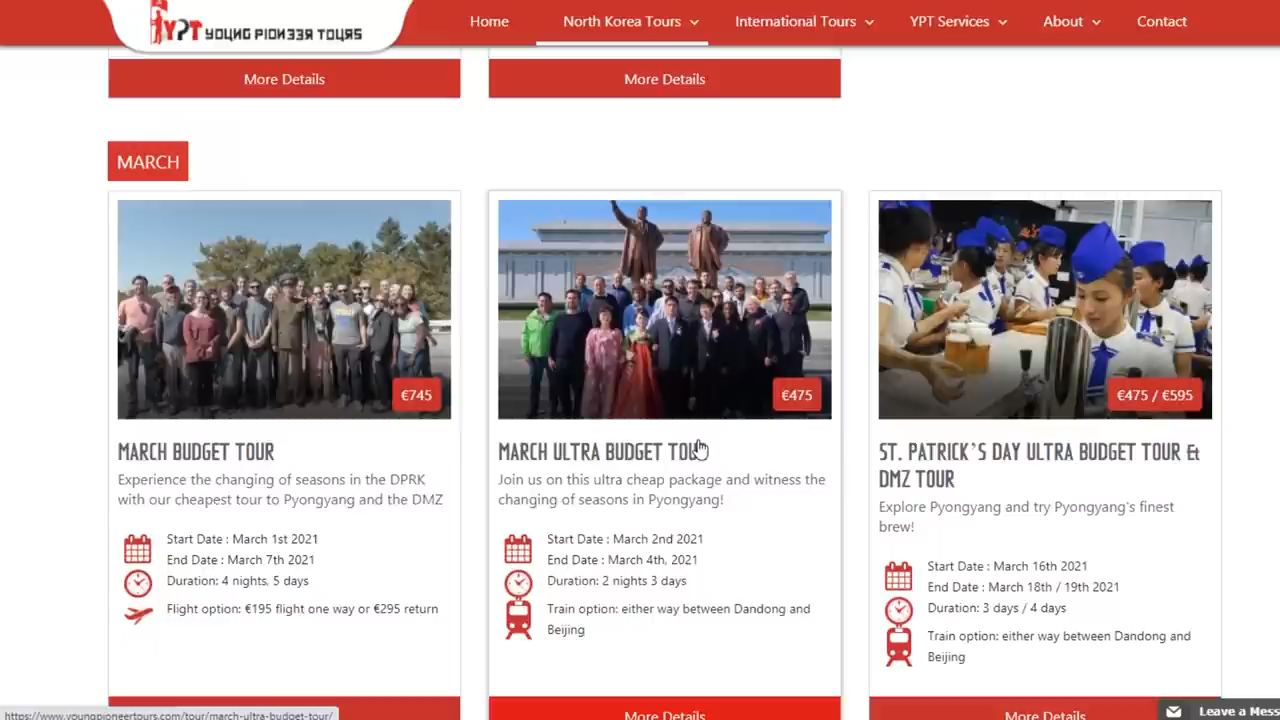 YPT YOUNG PIONEER TOURS
Home
North Korea Tours
International Tours
YPT Services
About
Contact
More Details
More Details
MARCH
€745
€475
€475 / €595
MARCH BUDGET TOUR
Experience the changing of seasons in the DPRK
with our cheapest tour to Pyongyang and the DMZ
Start Date : March 1st 2021
End Date : March 7th 2021
Duration: 4 nights, 5 days
Flight option: €195 flight one way or €295 return
MARCH ULTRA BUDGET TOUR
Join us on this ultra cheap package and witness the
changing of seasons in Pyongyang!
Start Date : March 2nd 2021
End Date : March 4th, 2021
Duration: 2 nights 3 days
Train option: either way between Dandong and
Beijing
More Details
ST. PATRICK'S DAY ULTRA BUDGET TOUR &
DMZ TOUR
Explore Pyongyang and try Pyongyang's finest
brew!
Start Date : March 16th 2021
End Date : March 18th / 19th 2021
Duration: 3 days / 4 days
Train option: either way between Dandong and
Beijing
More Details
https://www.youngpioneertours.com/tour/march-ultra-budget-tour/
Leave a Mess